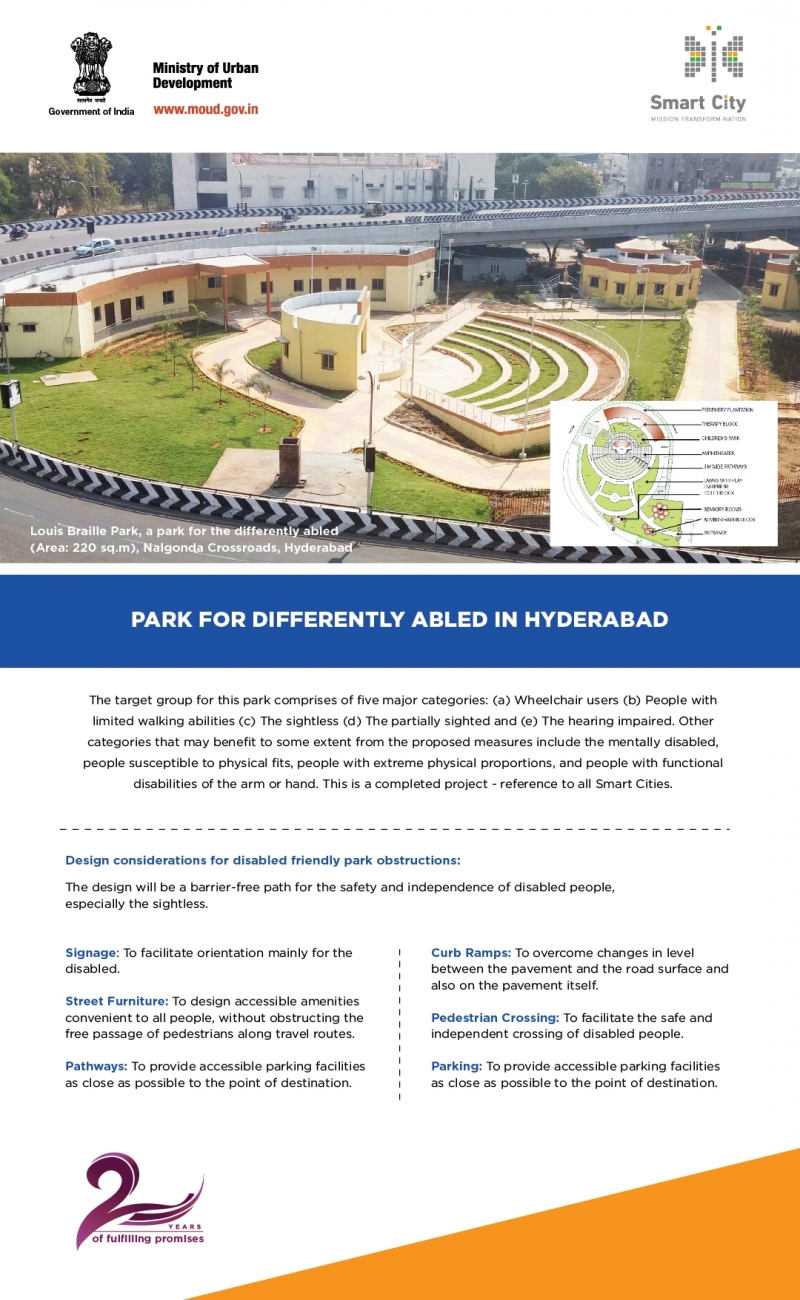 सत्यमेव जयते
Government of India
Ministry of Urban
Development
www.moud.gov.in
Smart City
MISSION TRANSFORM-NATION
PERIPHERY PLANTATION
THERAPY BLOCK
CHILDREN'S PARK
AMPHITHEATER
PATHWAYS
SENSORY ROOMS
ENTRANCE
Louis Braille Park, a park for the differently abled
(Area: 220 sq.m), Nalgonda Crossroads, Hyderabad
PARK FOR DIFFERENTLY ABLED IN HYDERABAD
The target group for this park comprises of five major categories: (a) Wheelchair users (b) People with
limited walking abilities (c) The sightless (d) The partially sighted and (e) The hearing impaired. Other
categories that may benefit to some extent from the proposed measures include the mentally disabled,
people susceptible to physical fits, people with extreme physical proportions, and people with functional
disabilities of the arm or hand. This is a completed project - reference to all Smart Cities.
Design considerations for disabled friendly park obstructions:
The design will be a barrier-free path for the safety and independence of disabled people,
especially the sightless.
Signage: To facilitate orientation mainly for the
disabled.
Street Furniture: To design accessible amenities
convenient to all people, without obstructing the
free passage of pedestrians along travel routes.
Pathways: To provide accessible parking facilities
as close as possible to the point of destination.
Curb Ramps: To overcome changes in level
between the pavement and the road surface and
also on the pavement itself.
Pedestrian Crossing: To facilitate the safe and
independent crossing of disabled people.
Parking: To provide accessible parking facilities
as close as possible to the point of destination.
2
YEARS
of fulfilling promises